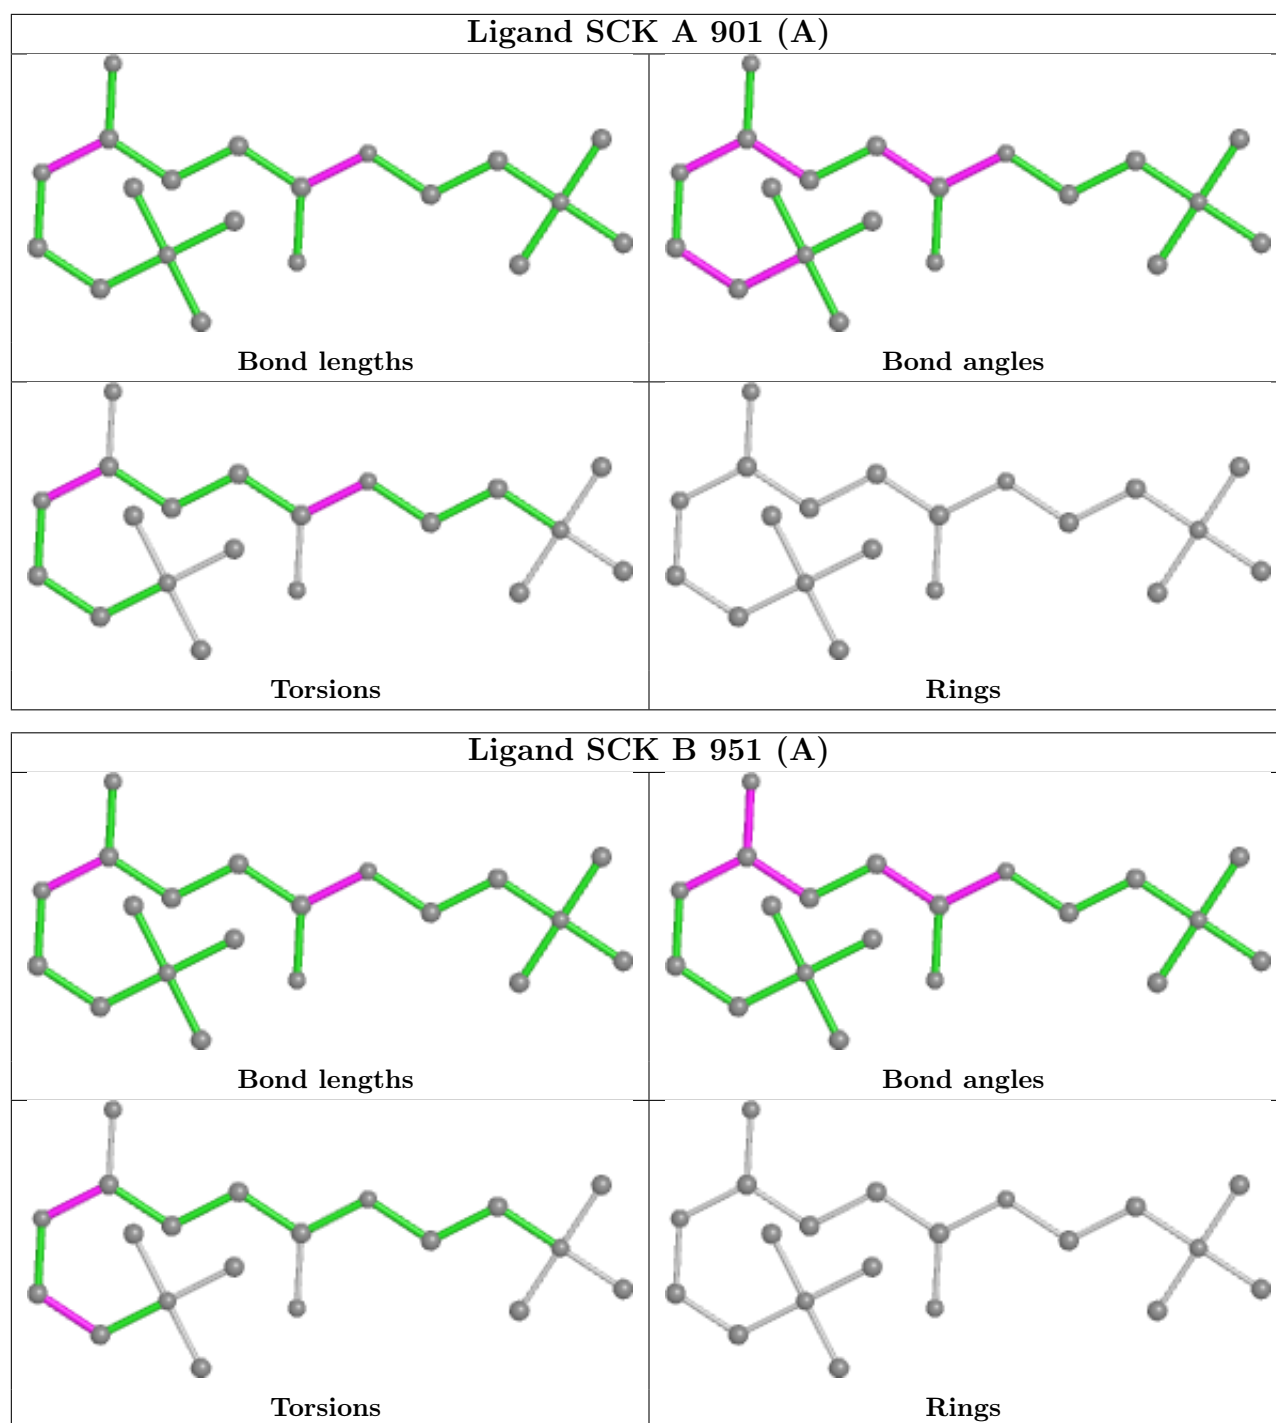 Ligand SCK A 901 (A)
Bond lengths
Bond angles
Torsions
Rings
Ligand SCK B 951 (A)
Bond lengths
Bond angles
Torsions
Rings